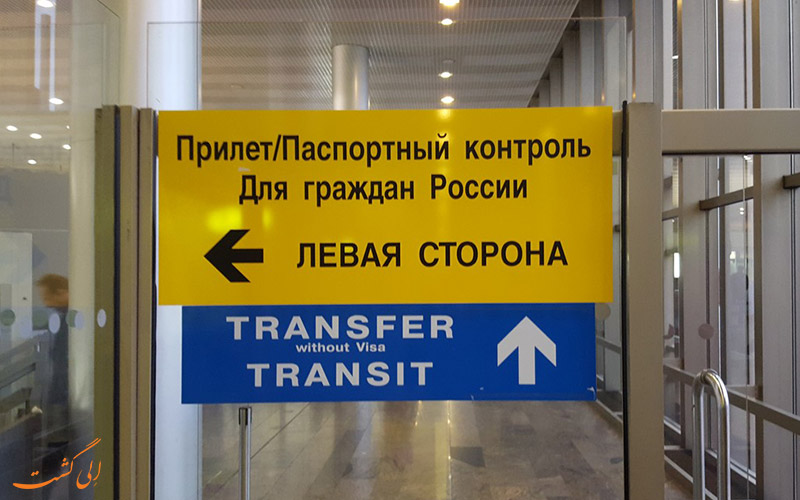 Прилет/Паспортный контроль
Для граждан России
ЛЕВАЯ СТОРОНА
TRANSFER
without Visa
TRANSIT
الی گشت